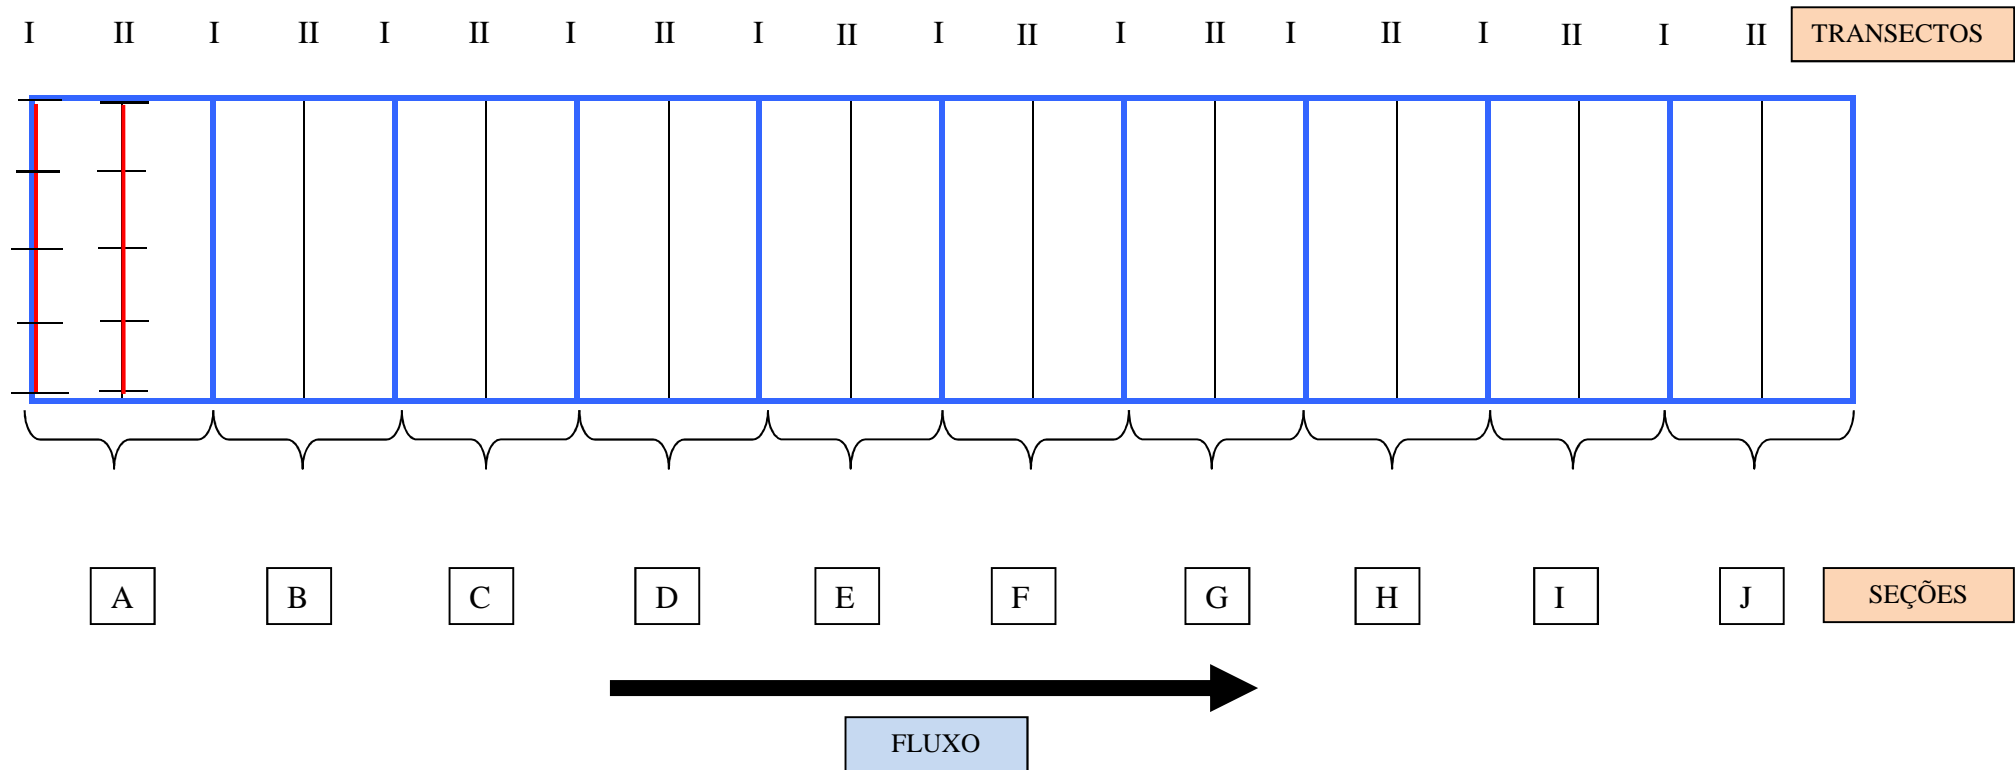 I II I II I II I II I II I II I II I II I II I II TRANSECTOS
A B C D E F G H I J SEÇÕES
FLUXO